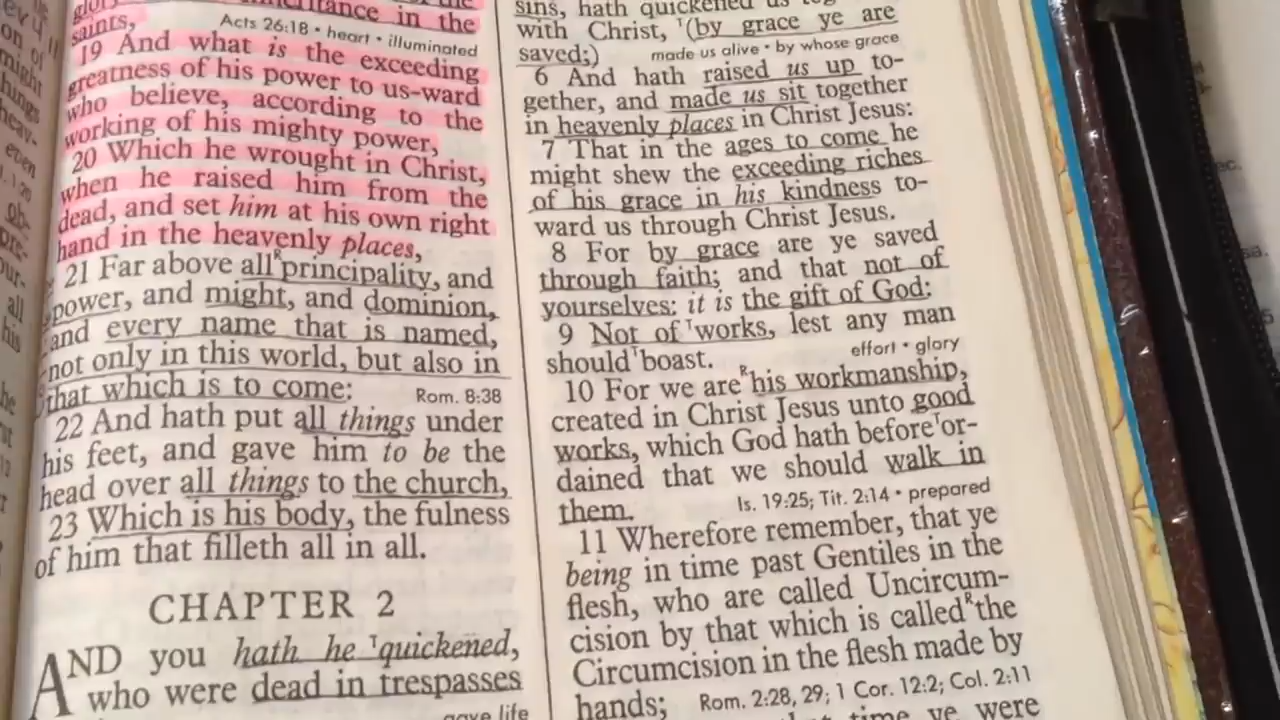 inheritance in the
saints,
Acts 26:18 • heart • illuminated
19 And what is the exceeding
greatness of his power to us-ward
who believe, according to the
working of his mighty power,
20 Which he wrought in Christ,
when he raised him from the
dead, and set him at his own right
hand in the heavenly places,
21 Far above all ᴿprincipality, and
power, and might, and dominion,
and every name that is named,
not only in this world, but also in
that which is to come:
Rom. 8:38
22 And hath put all things under
his feet, and gave him to be the
head over all things to the church,
23 Which is his body, the fulness
of him that filleth all in all.
CHAPTER 2
AND you hath he ᵀquickened,
who were dead in trespasses
gave life
sins, hath quickened us
with Christ, ᵀ(by grace ye are
saved;)
made us alive • by whose grace
6 And hath raised us up to-
gether, and made us sit together
in heavenly places in Christ Jesus:
7 That in the ages to come he
might shew the exceeding riches
of his grace in his kindness to-
ward us through Christ Jesus.
8 For by grace are ye saved
through faith; and that not of
yourselves: it is the gift of God:
9 Not of ᵀworks, lest any man
should ᵀboast.
effort • glory
10 For we are ᴿhis workmanship,
created in Christ Jesus unto good
works, which God hath before ᵀor-
dained that we should walk in
them.
Is. 19:25; Tit. 2:14 • prepared
11 Wherefore remember, that ye
being in time past Gentiles in the
flesh, who are called Uncircum-
cision by that which is called ᴿthe
Circumcision in the flesh made by
hands;
Rom. 2:28, 29; 1 Cor. 12:2; Col. 2:11
time ye were